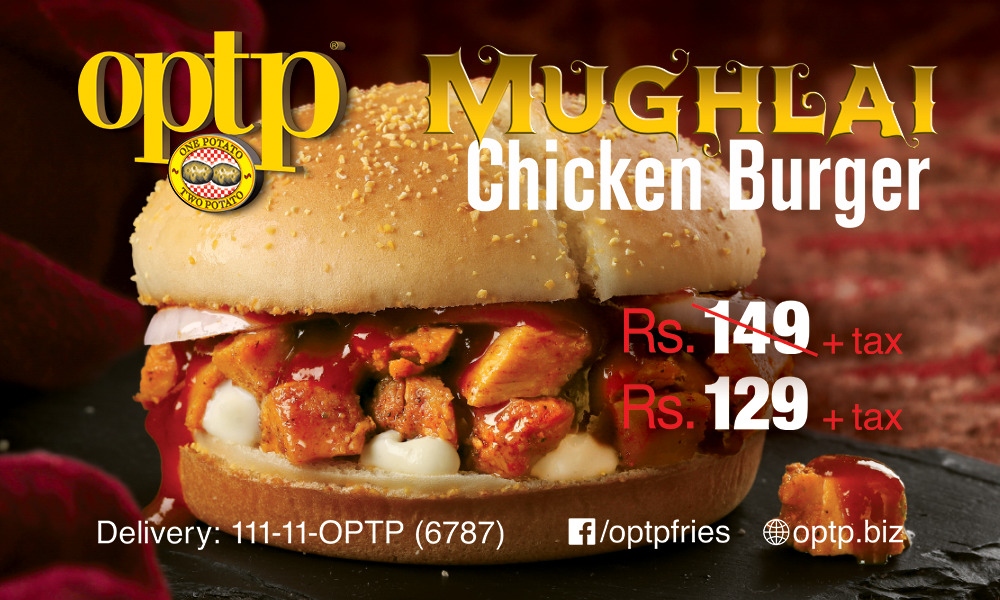 optp®
ONE POTATO
TWO POTATO
MUGHLAI
Chicken Burger
Rs. 149 + tax
Rs. 129 + tax
Delivery: 111-11-OPTP (6787)
/optpfries
optp.biz